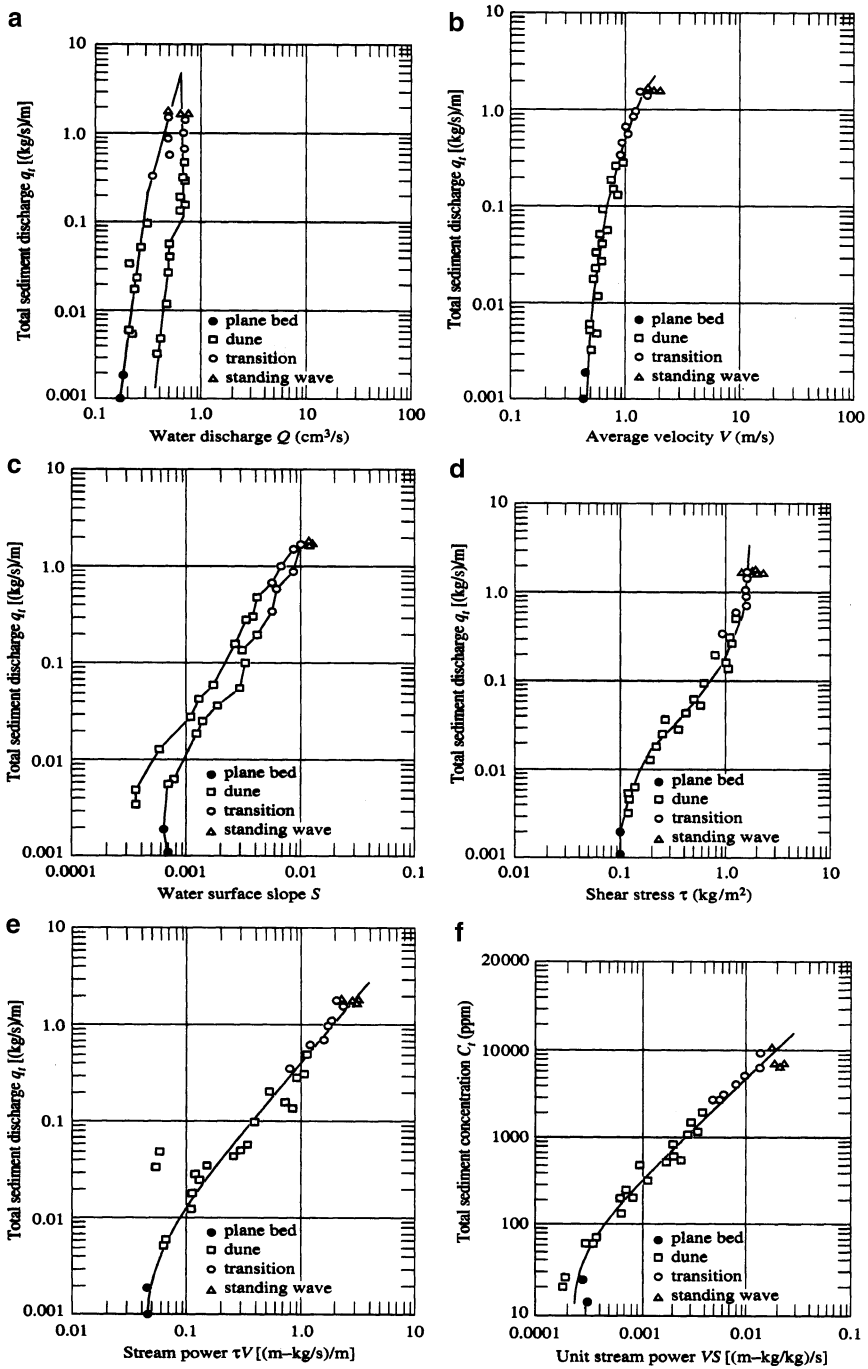 a
Total sediment discharge qt [(kg/s)/m]
10
1.0
0.1
0.01
0.001
plane bed
dune
transition
standing wave
0.1 1.0 10 100
Water discharge Q (cm³/s)
b
Total sediment discharge qt [(kg/s)/m]
10
1.0
0.1
0.01
0.001
plane bed
dune
transition
standing wave
0.1 1.0 10 100
Average velocity V (m/s)
c
Total sediment discharge qt [(kg/s)/m]
10
1.0
0.1
0.01
0.001
plane bed
dune
transition
standing wave
0.0001 0.001 0.01 0.1
Water surface slope S
d
Total sediment discharge qt [(kg/s)/m]
10
1.0
0.1
0.01
0.001
plane bed
dune
transition
standing wave
0.01 0.1 1.0 10
Shear stress τ (kg/m²)
e
Total sediment discharge qt [(kg/s)/m]
10
1.0
0.1
0.01
0.001
plane bed
dune
transition
standing wave
0.01 0.1 1.0 10
Stream power τV [(m–kg/s)/m]
f
Total sediment concentration Ct (ppm)
20000
10000
1000
100
10
plane bed
dune
transition
standing wave
0.0001 0.001 0.01 0.1
Unit stream power VS [(m–kg/kg)/s]